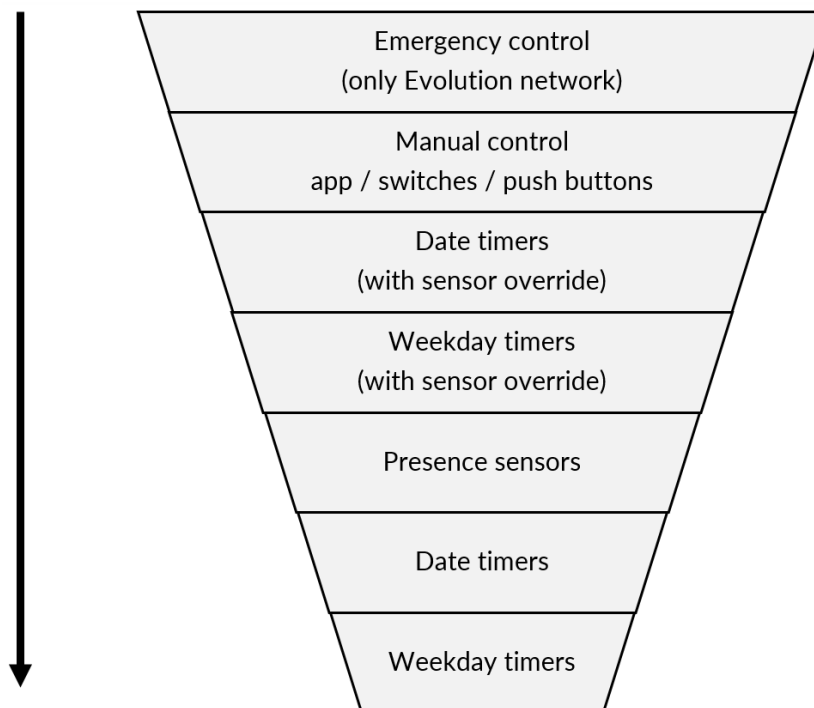 Emergency control
(only Evolution network)
Manual control
app / switches / push buttons
Date timers
(with sensor override)
Weekday timers
(with sensor override)
Presence sensors
Date timers
Weekday timers